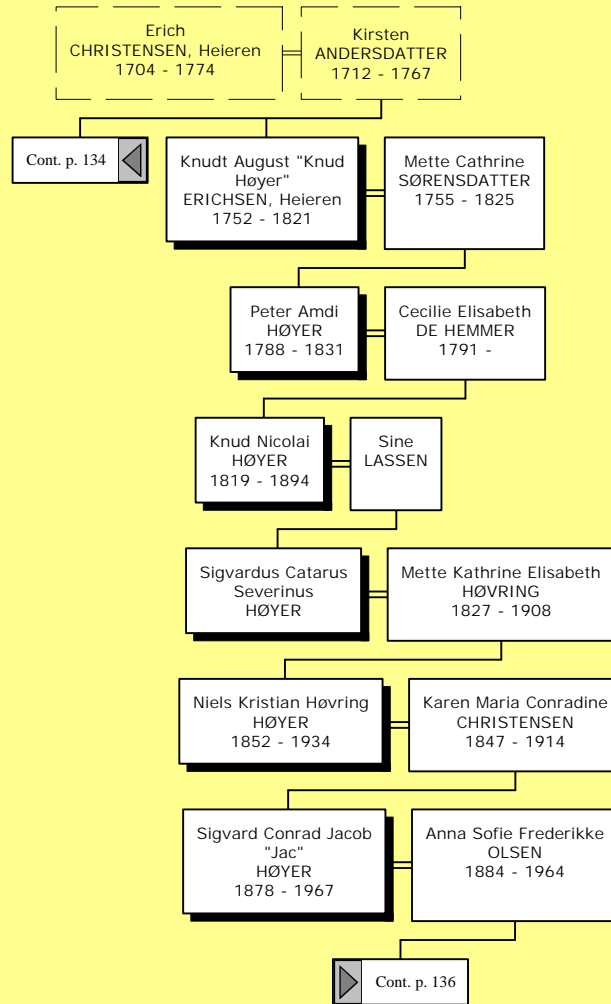 Erich
CHRISTENSEN, Heieren
1704 - 1774
Kirsten
ANDERSDATTER
1712 - 1767
Cont. p. 134
Knudt August "Knud
Høyer"
ERICHSEN, Heieren
1752 - 1821
Mette Cathrine
SØRENSDATTER
1755 - 1825
Peter Amdi
HØYER
1788 - 1831
Cecilie Elisabeth
DE HEMMER
1791 -
Knud Nicolai
HØYER
1819 - 1894
Sine
LASSEN
Sigvardus Catarus
Severinus
HØYER
Mette Kathrine Elisabeth
HØVRING
1827 - 1908
Niels Kristian Høvring
HØYER
1852 - 1934
Karen Maria Conradine
CHRISTENSEN
1847 - 1914
Sigvard Conrad Jacob
"Jac"
HØYER
1878 - 1967
Anna Sofie Frederikke
OLSEN
1884 - 1964
Cont. p. 136